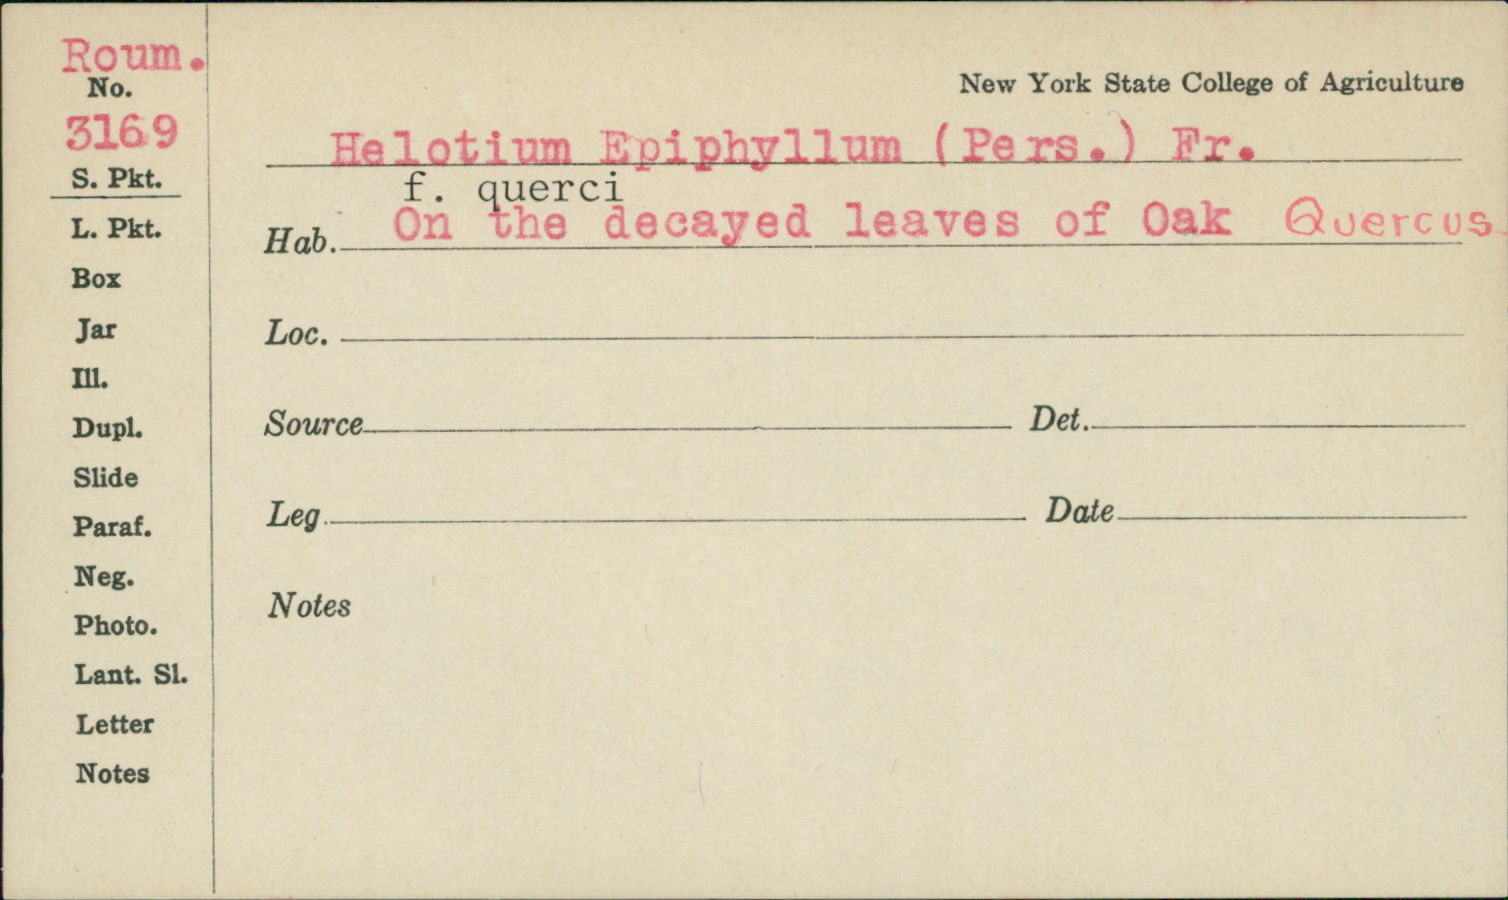 Roum.
No.
3169
S. Pkt.
L. Pkt.
Box
Jar
Ill.
Dupl.
Slide
Paraf.
Neg.
Photo.
Lant. Sl.
Letter
Notes
New York State College of Agriculture
Helotium Epiphyllum (Pers.) Fr.
f. querci
Hab. On the decayed leaves of Oak Quercus
Loc.
Source Det.
Leg. Date
Notes